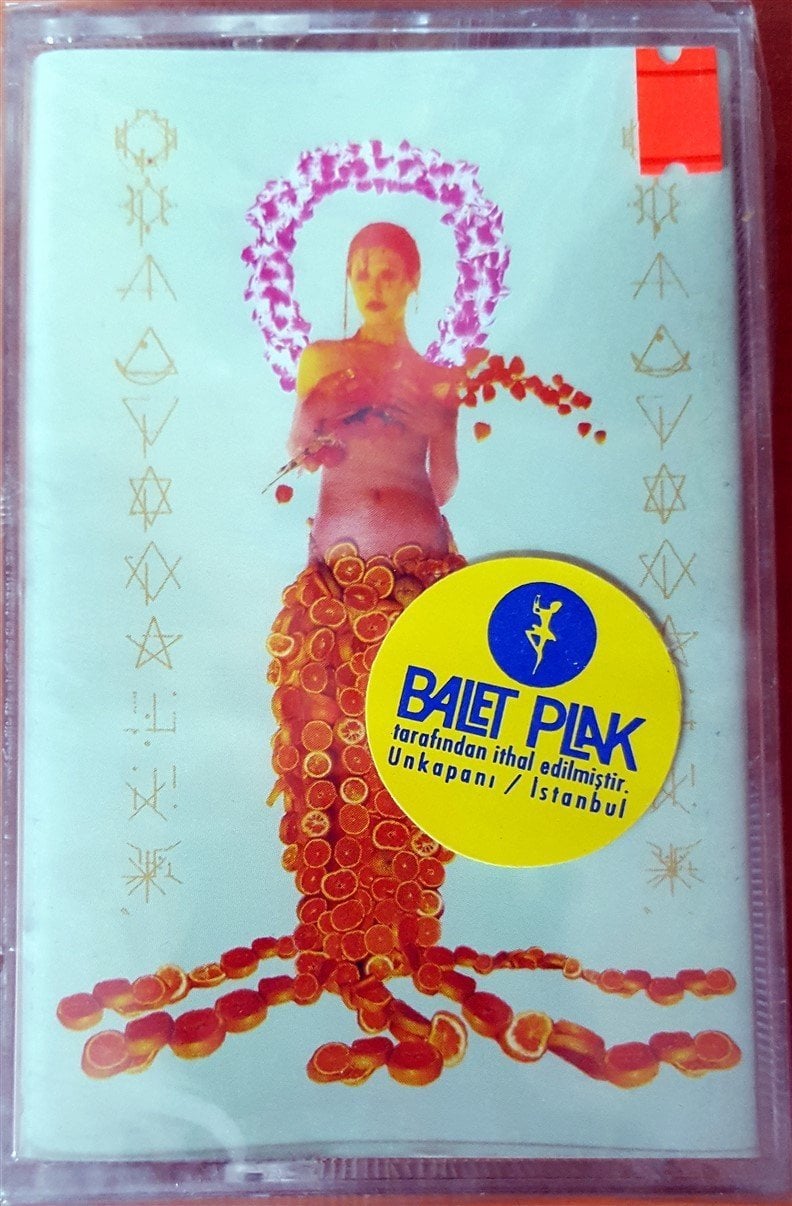 BALET PLAK
tarafından ithal edilmiştir.
Unkapanı / İstanbul